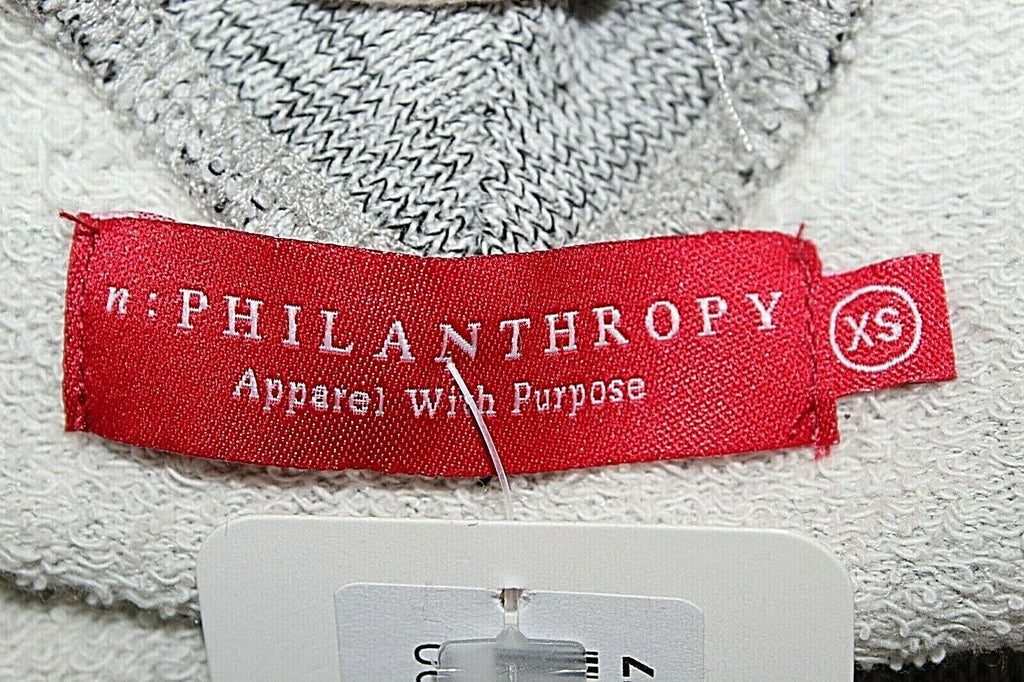 n:PHILANTHROPY
Apparel With Purpose
XS